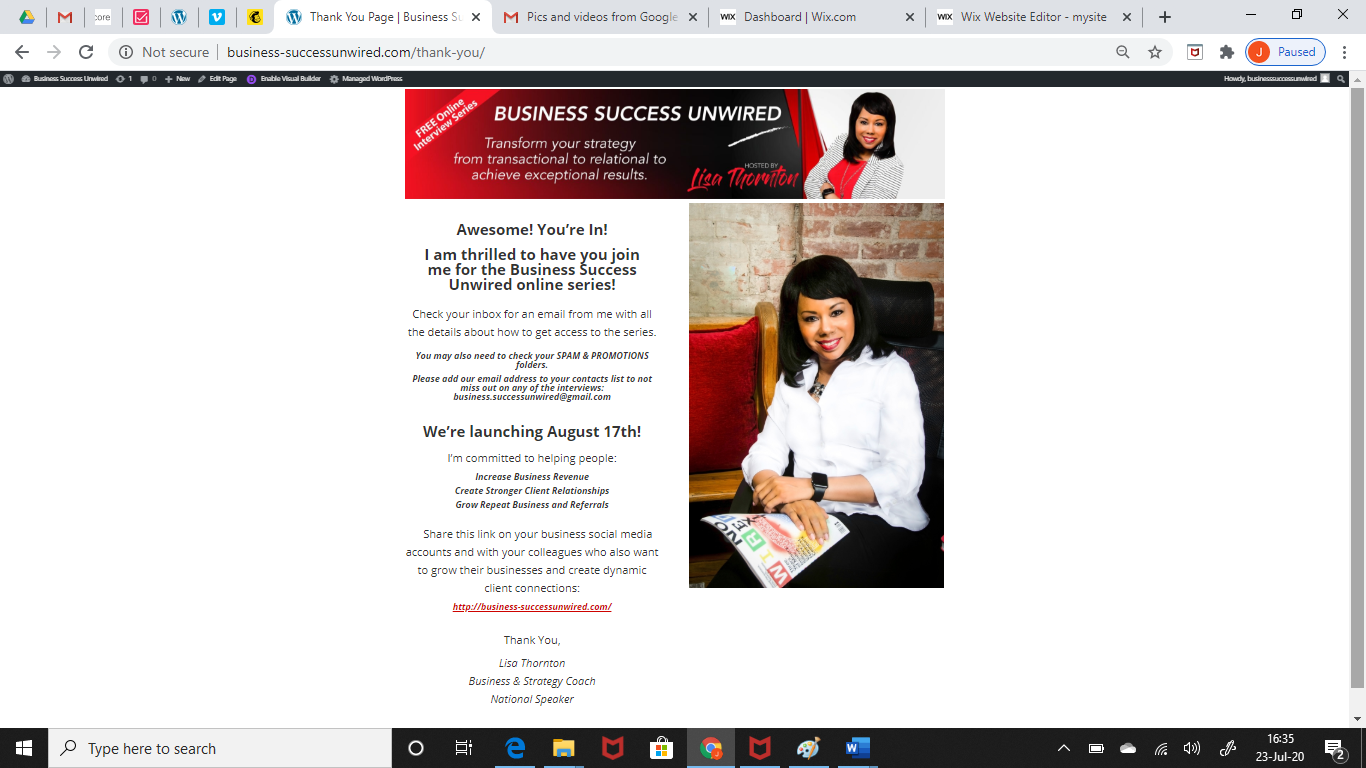 Thank You Page | Business Su
Pics and videos from Google
WIX Dashboard | Wix.com
WIX Wix Website Editor - mysite
Not secure business-successunwired.com/thank-you/
J Paused
Business Success Unwired 1 0 New Edit Page Enable Visual Builder Managed WordPress Howdy, businesssuccessunwired
FREE Online
Interview Series
BUSINESS SUCCESS UNWIRED
Transform your strategy
from transactional to relational to
achieve exceptional results.
HOSTED BY
Lisa Thornton
Awesome! You’re In!
I am thrilled to have you join
me for the Business Success
Unwired online series!
Check your inbox for an email from me with all
the details about how to get access to the series.
You may also need to check your SPAM & PROMOTIONS
folders.
Please add our email address to your contacts list to not
miss out on any of the interviews:
business.successunwired@gmail.com
We’re launching August 17th!
I’m committed to helping people:
Increase Business Revenue
Create Stronger Client Relationships
Grow Repeat Business and Referrals
Share this link on your business social media
accounts and with your colleagues who also want
to grow their businesses and create dynamic
client connections:
http://business-successunwired.com/
Thank You,
Lisa Thornton
Business & Strategy Coach
National Speaker
Type here to search
16:35
23-Jul-20
2